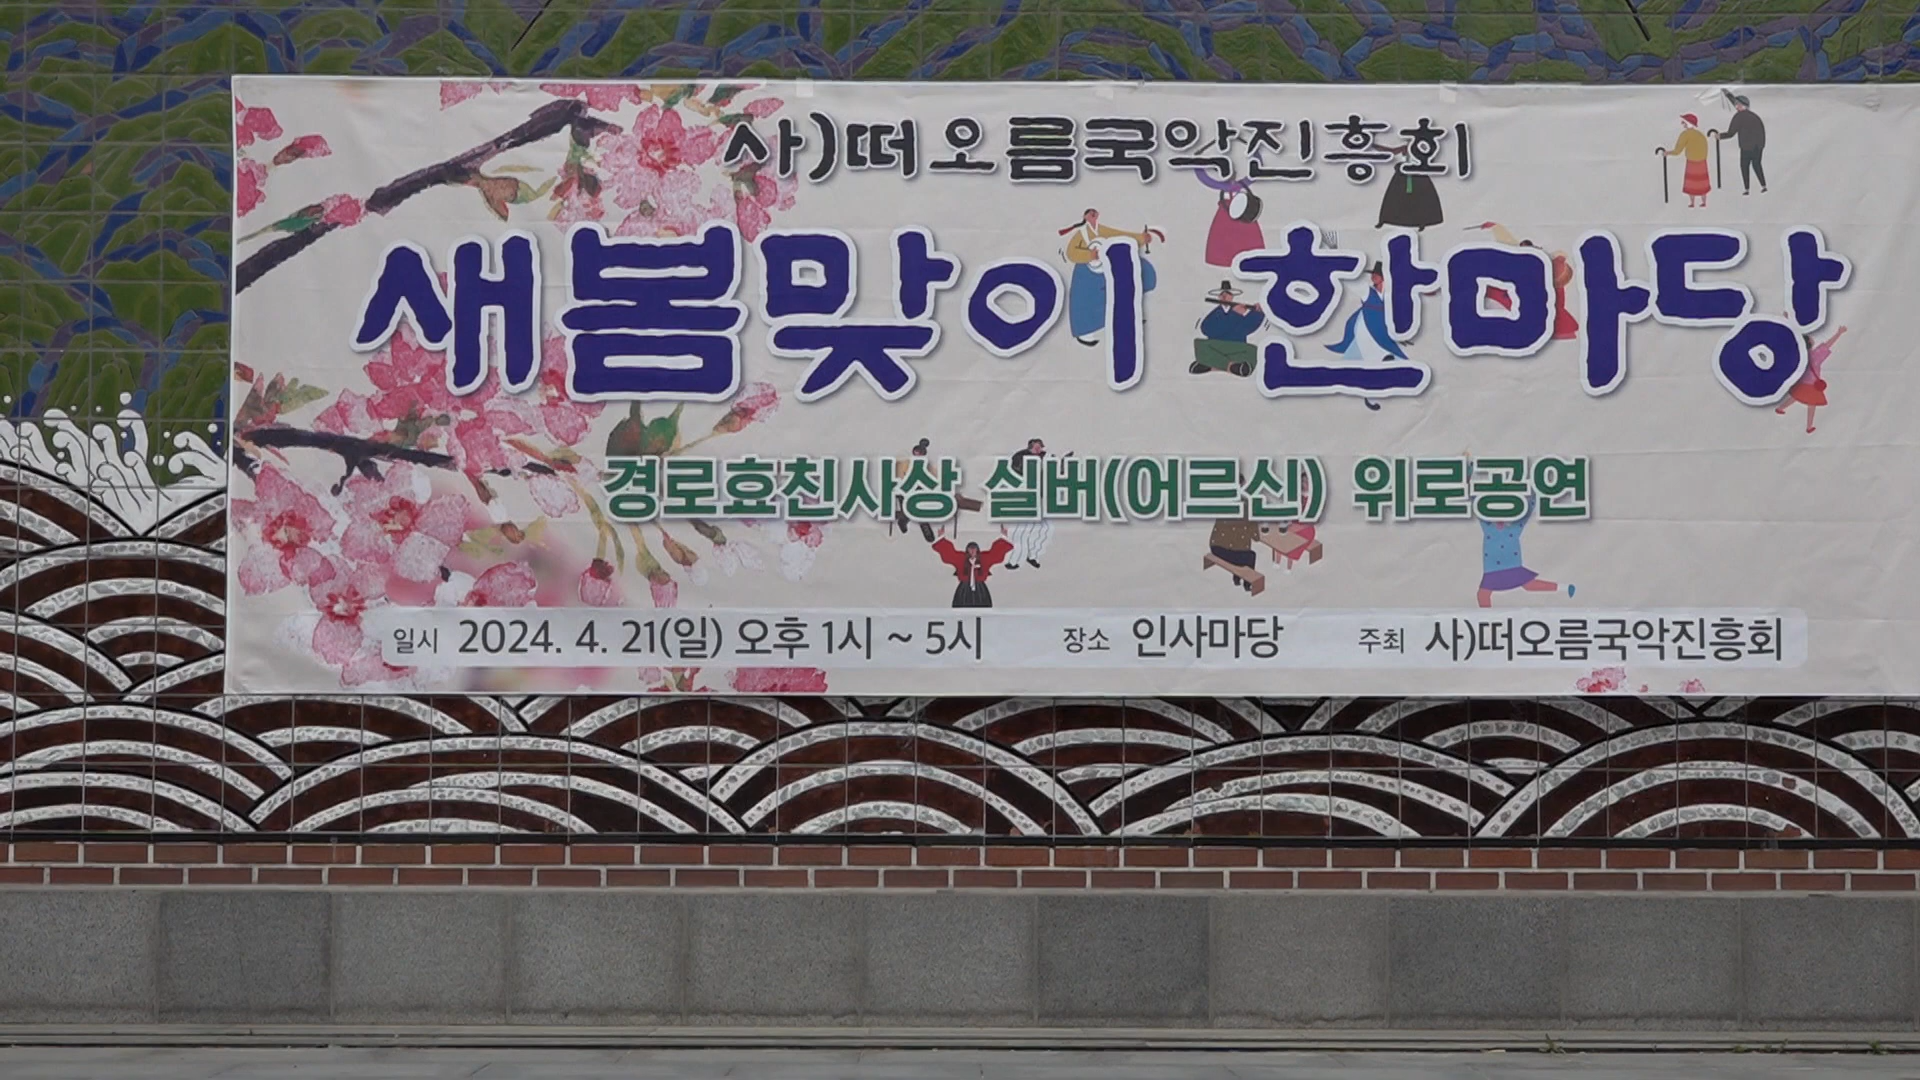 사)떠오름국악진흥회
새봄맞이 한마당
경로효친사상 실버(어르신) 위로공연
일시 2024. 4. 21(일) 오후 1시 ~ 5시 장소 인사마당 주최 사)떠오름국악진흥회